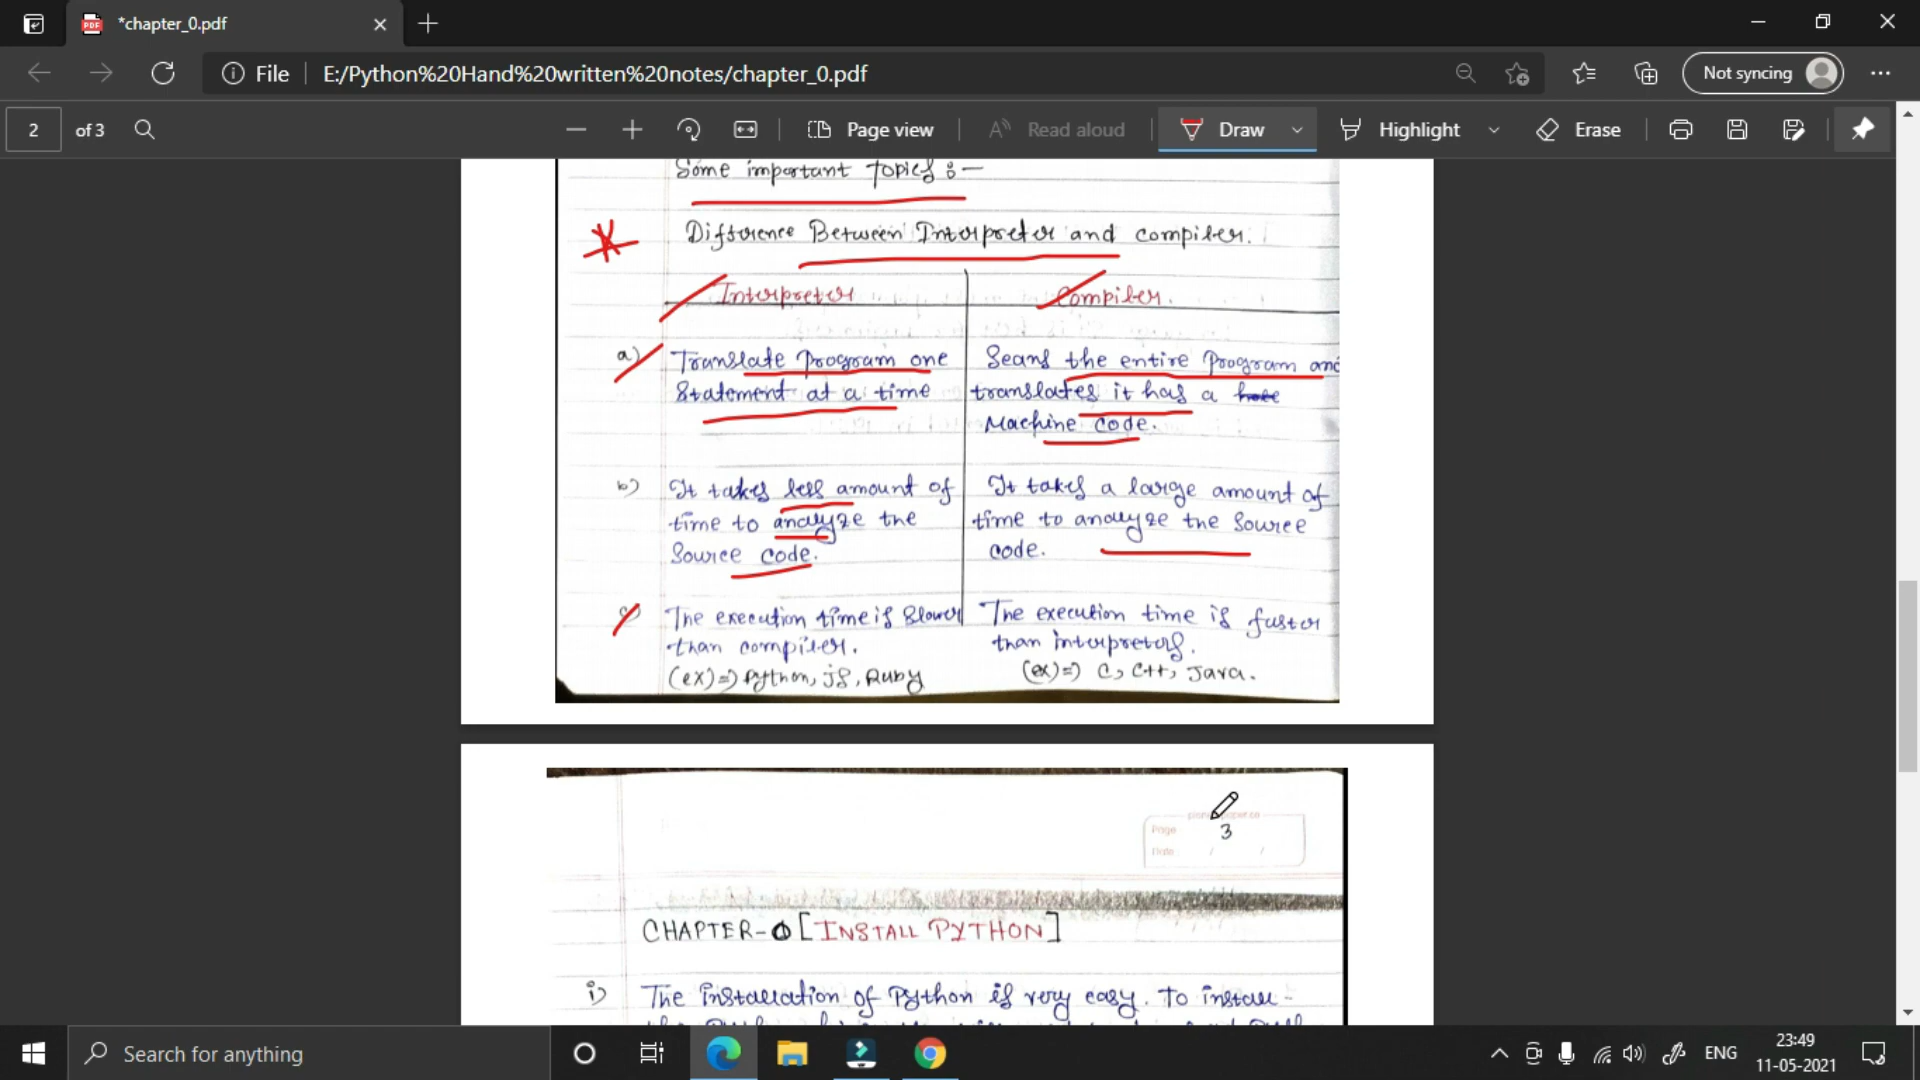 *chapter_0.pdf
File
E:/Python%20Hand%20written%20notes/chapter_0.pdf
Not syncing
2 of 3
Page view
Read aloud
Draw
Highlight
Erase
Some important Topics :-
Difference Between Interpreter and compiler.
Interpreter
Compiler.
a) Translate Program one
Statement at a time
Scans the entire Program and
translates it has a
Machine code.
b) It takes less amount of
time to analyze the
Source code.
It takes a large amount of
time to analyze the Source
code.
c) The execution time is slower
than compiler.
(ex)=) Python, js, Ruby
The execution time is faster
than interpreters.
(ex)=) C, C++, Java.
Page 3
Date / /
CHAPTER-0 [INSTALL PYTHON]
i) The installation of Python is very easy. To install-
Search for anything
ENG
23:49
11-05-2021